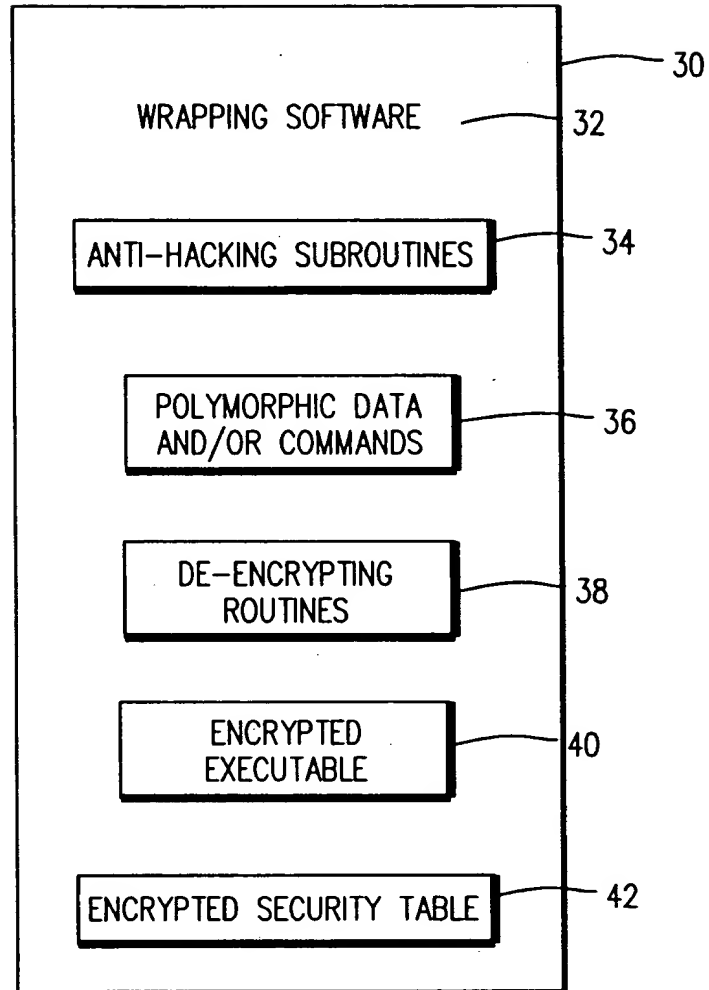 30
WRAPPING SOFTWARE 32
ANTI-HACKING SUBROUTINES 34
POLYMORPHIC DATA
AND/OR COMMANDS 36
DE-ENCRYPTING
ROUTINES 38
ENCRYPTED
EXECUTABLE 40
ENCRYPTED SECURITY TABLE 42